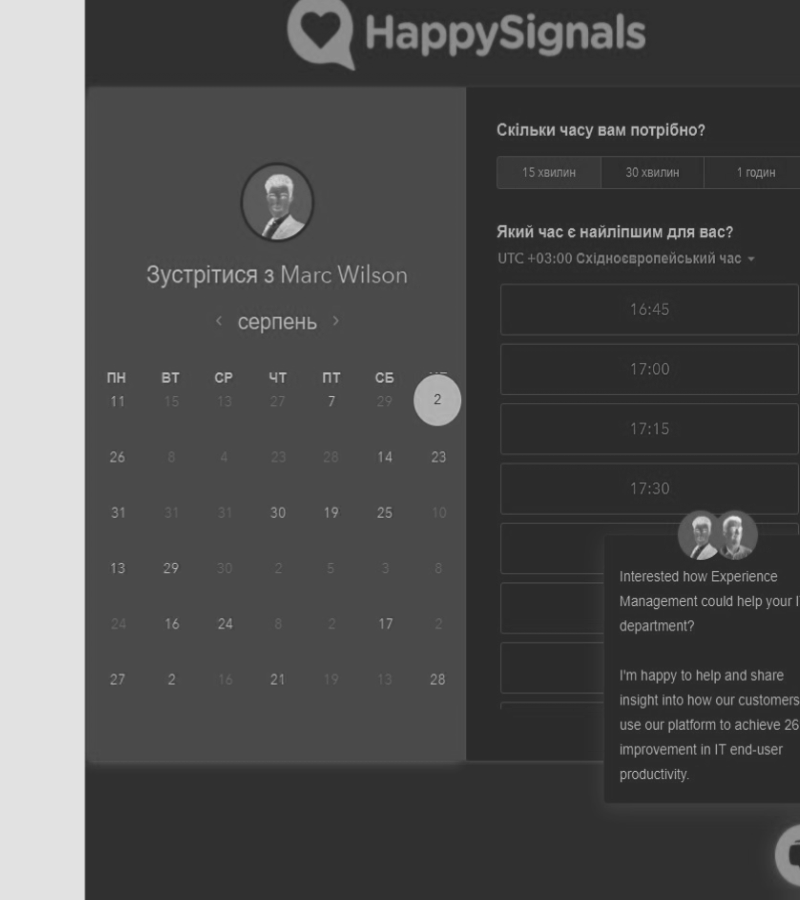 HappySignals
Зустрітися з Marc Wilson
серпень
ПН ВТ СР ЧТ ПТ СБ
11 15 13 27 7 29 2
26 8 4 23 28 14 23
31 31 31 30 19 25 10
13 29 30 2 5 3 8
24 16 24 8 2 17 2
27 2 16 21 19 13 28
Скільки часу вам потрібно?
15 хвилин 30 хвилин 1 годин
Який час є найліпшим для вас?
UTC +03:00 Східноєвропейський час
16:45
17:00
17:15
17:30
Interested how Experience
Management could help your
department?
I'm happy to help and share
insight into how our customers
use our platform to achieve 26
improvement in IT end-user
productivity.